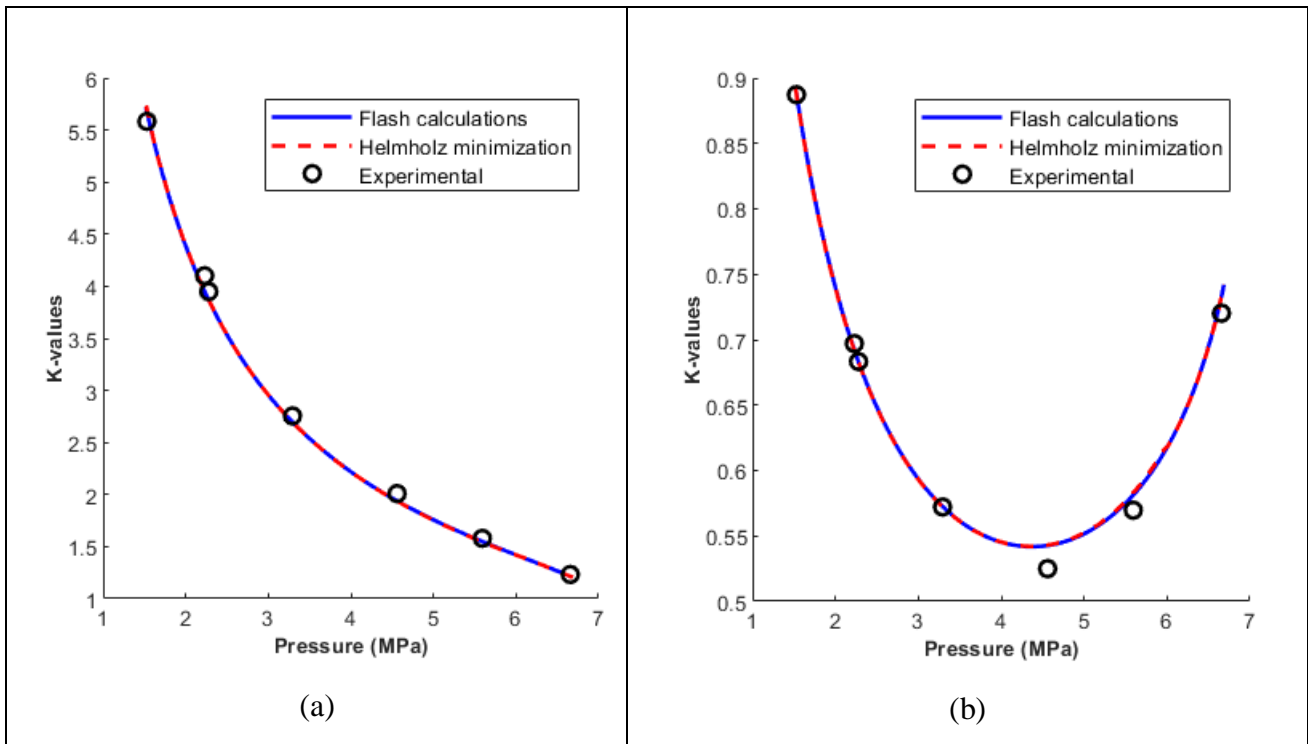 6
5.5
5
4.5
4
3.5
3
2.5
2
1.5
1
K-values
1 2 3 4 5 6 7
Pressure (MPa)
Flash calculations
Helmholz minimization
Experimental
(a)
0.9
0.85
0.8
0.75
0.7
0.65
0.6
0.55
0.5
K-values
1 2 3 4 5 6 7
Pressure (MPa)
Flash calculations
Helmholz minimization
Experimental
(b)